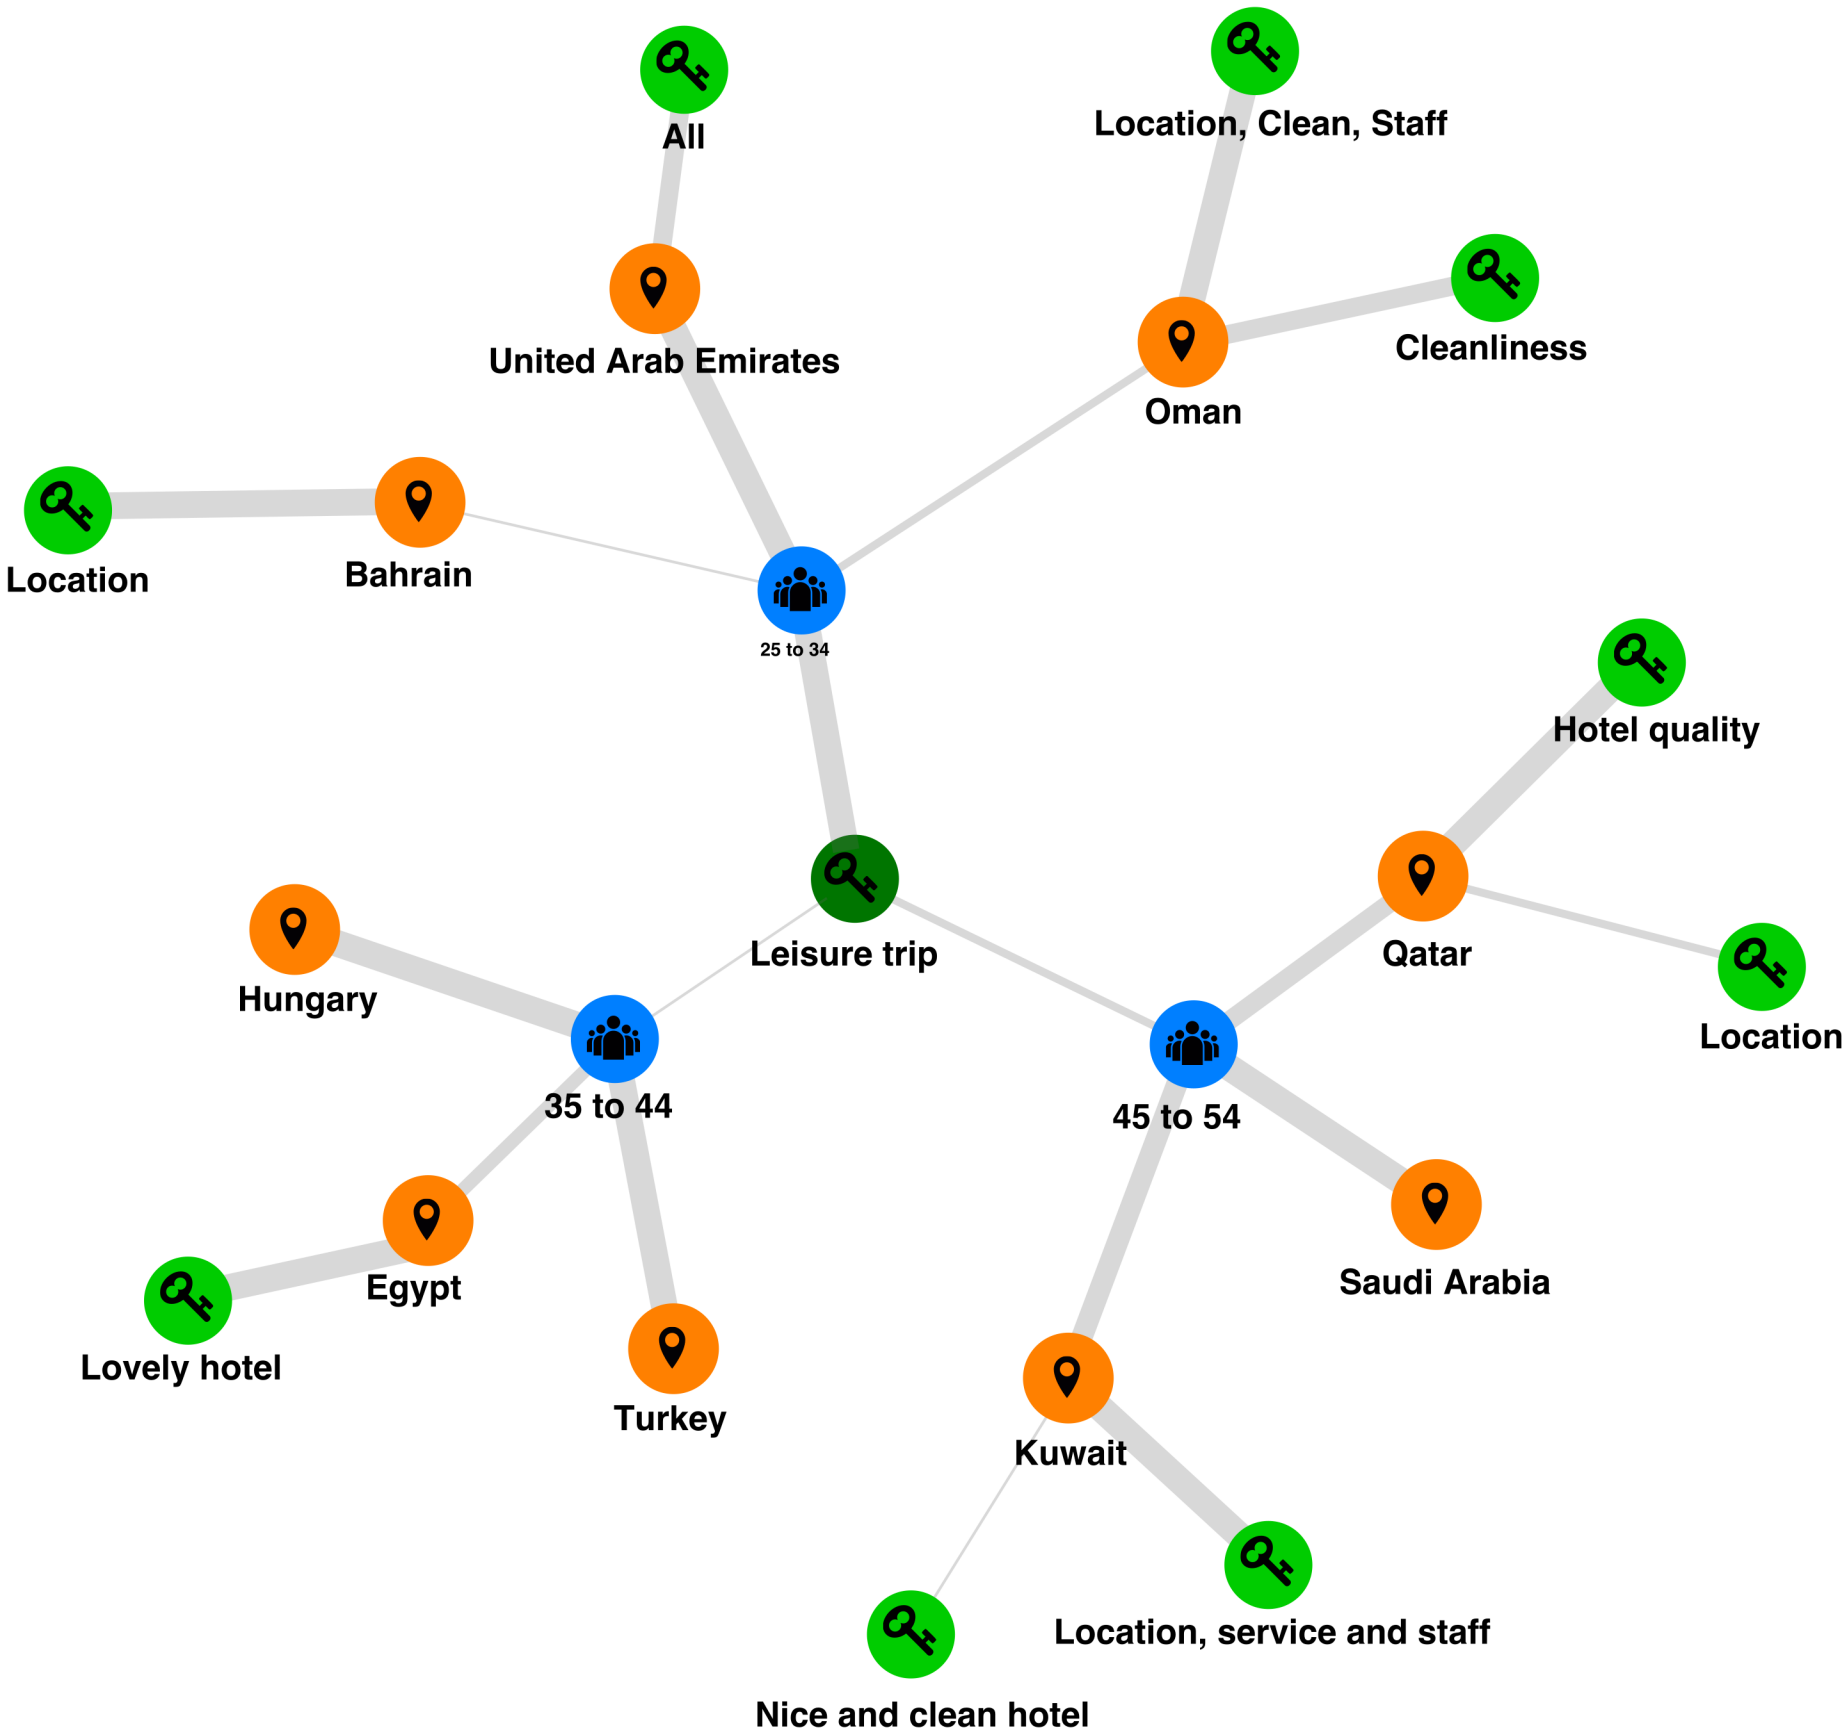 All
Location, Clean, Staff
United Arab Emirates
Cleanliness
Oman
Location
Bahrain
25 to 34
Hotel quality
Leisure trip
Qatar
Hungary
Location
35 to 44
45 to 54
Egypt
Saudi Arabia
Lovely hotel
Turkey
Kuwait
Location, service and staff
Nice and clean hotel